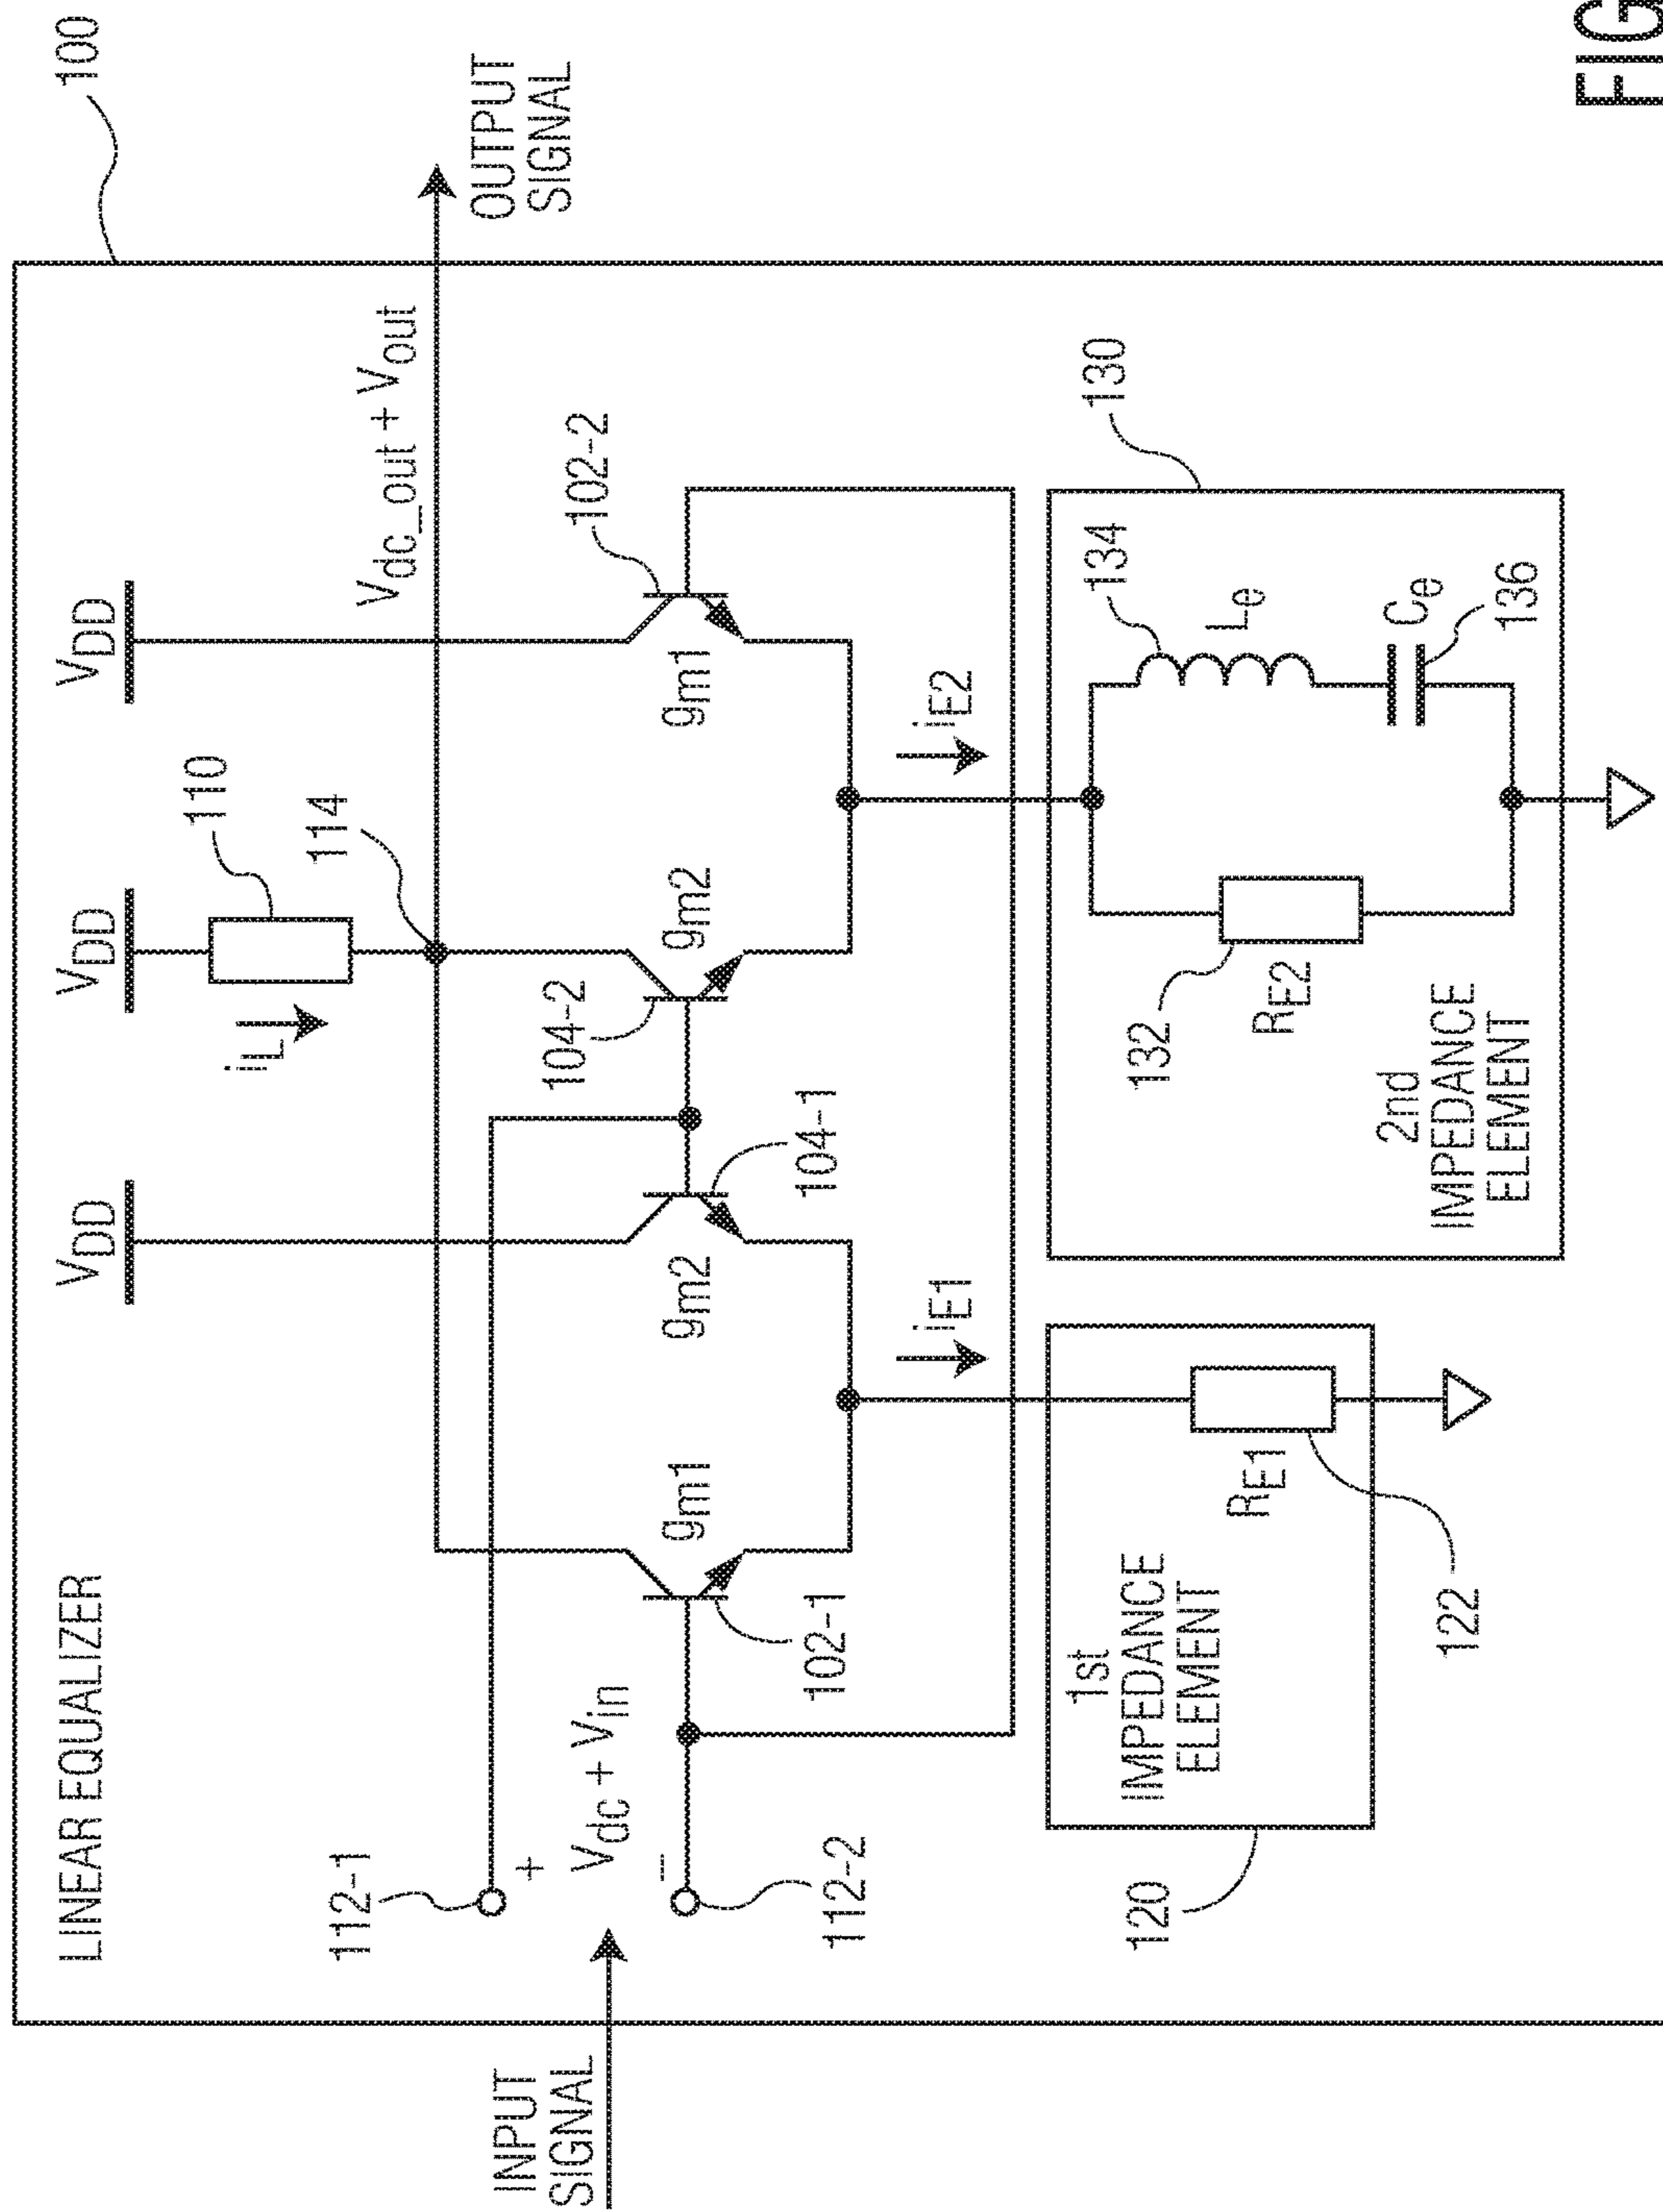 100
LINEAR EQUALIZER
VDD
VDD
VDD
110
iL
114
Vdc_out + Vout
OUTPUT
SIGNAL
112-1
+
Vdc + Vin
−
112-2
INPUT
SIGNAL
gm1
102-1
gm2
104-1
104-2
gm2
gm1
102-2
iE1
iE2
120
1st
IMPEDANCE
ELEMENT
RE1
122
130
132
RE2
134
Le
Ce
136
2nd
IMPEDANCE
ELEMENT
FIG